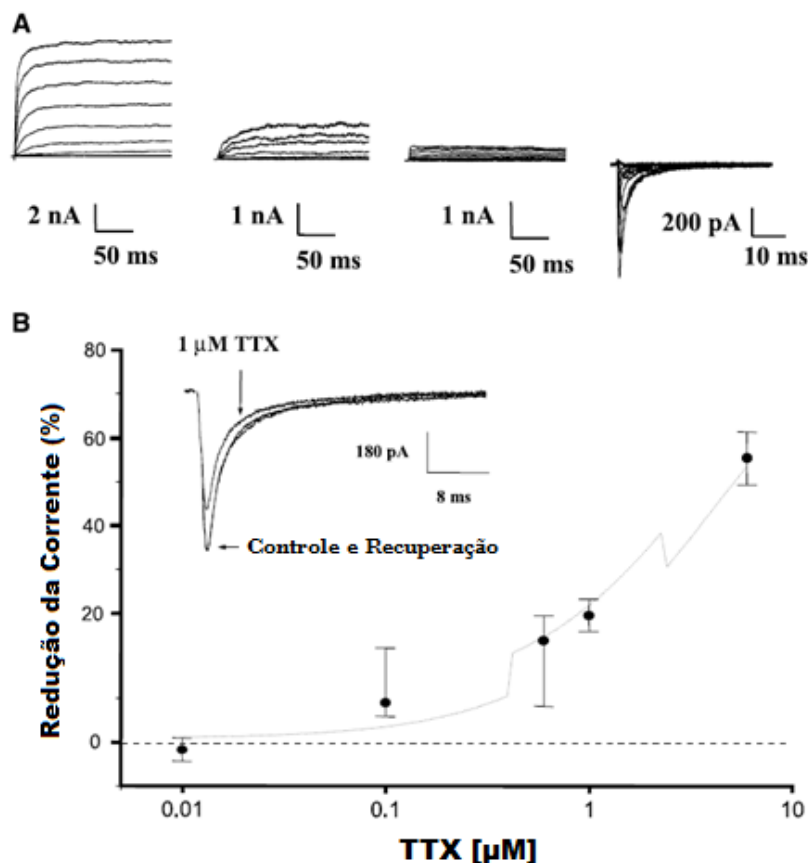 A
2 nA
50 ms
1 nA
50 ms
1 nA
50 ms
200 pA
10 ms
B
80
60
40
20
0
Redução da Corrente (%)
1 μM TTX
180 pA
8 ms
Controle e Recuperação
0.01
0.1
1
10
TTX [µM]